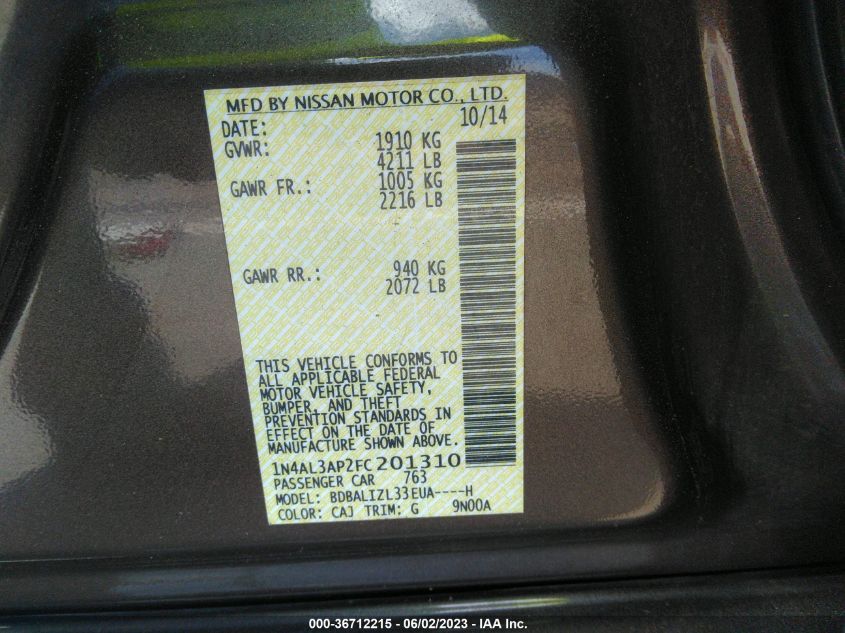 MFD BY NISSAN MOTOR CO., LTD.
DATE: 10/14
GVWR: 1910 KG
4211 LB
GAWR FR.: 1005 KG
2216 LB
GAWR RR.: 940 KG
2072 LB
THIS VEHICLE CONFORMS TO
ALL APPLICABLE FEDERAL
MOTOR VEHICLE SAFETY,
BUMPER, AND THEFT
PREVENTION STANDARDS IN
EFFECT ON THE DATE OF
MANUFACTURE SHOWN ABOVE.
1N4AL3AP2FC201310
PASSENGER CAR 763
MODEL: BDBALIZL33EUA----H
COLOR: CAJ TRIM: G 9N00A
000-36712215 - 06/02/2023 - IAA Inc.